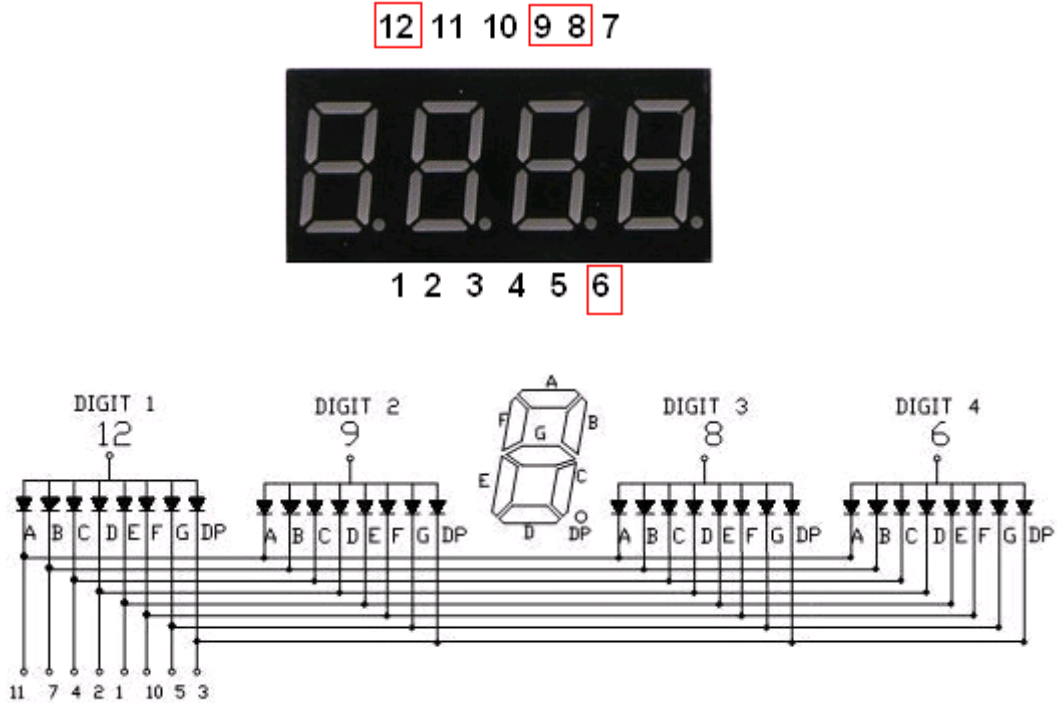 12 11 10 9 8 7
1 2 3 4 5 6
DIGIT 1 DIGIT 2 DIGIT 3 DIGIT 4
12 9 8 6
A
F B
G
E C
D DP
A B C D E F G DP A B C D E F G DP A B C D E F G DP A B C D E F G DP
11 7 4 2 1 10 5 3